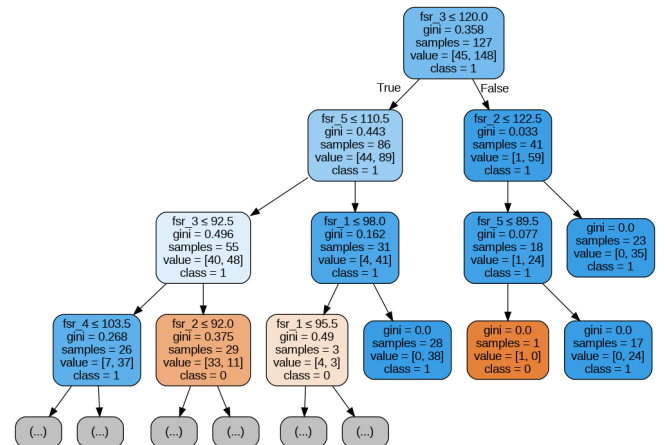 fsr_3 ≤ 120.0
gini = 0.358
samples = 127
value = [45, 148]
class = 1
True
False
fsr_5 ≤ 110.5
gini = 0.443
samples = 86
value = [44, 89]
class = 1
fsr_2 ≤ 122.5
gini = 0.033
samples = 41
value = [1, 59]
class = 1
fsr_3 ≤ 92.5
gini = 0.496
samples = 55
value = [40, 48]
class = 1
fsr_1 ≤ 98.0
gini = 0.162
samples = 31
value = [4, 41]
class = 1
fsr_5 ≤ 89.5
gini = 0.077
samples = 18
value = [1, 24]
class = 1
gini = 0.0
samples = 23
value = [0, 35]
class = 1
fsr_4 ≤ 103.5
gini = 0.268
samples = 26
value = [7, 37]
class = 1
fsr_2 ≤ 92.0
gini = 0.375
samples = 29
value = [33, 11]
class = 0
fsr_1 ≤ 95.5
gini = 0.49
samples = 3
value = [4, 3]
class = 0
gini = 0.0
samples = 28
value = [0, 38]
class = 1
gini = 0.0
samples = 1
value = [1, 0]
class = 0
gini = 0.0
samples = 17
value = [0, 24]
class = 1
(...)
(...)
(...)
(...)
(...)
(...)